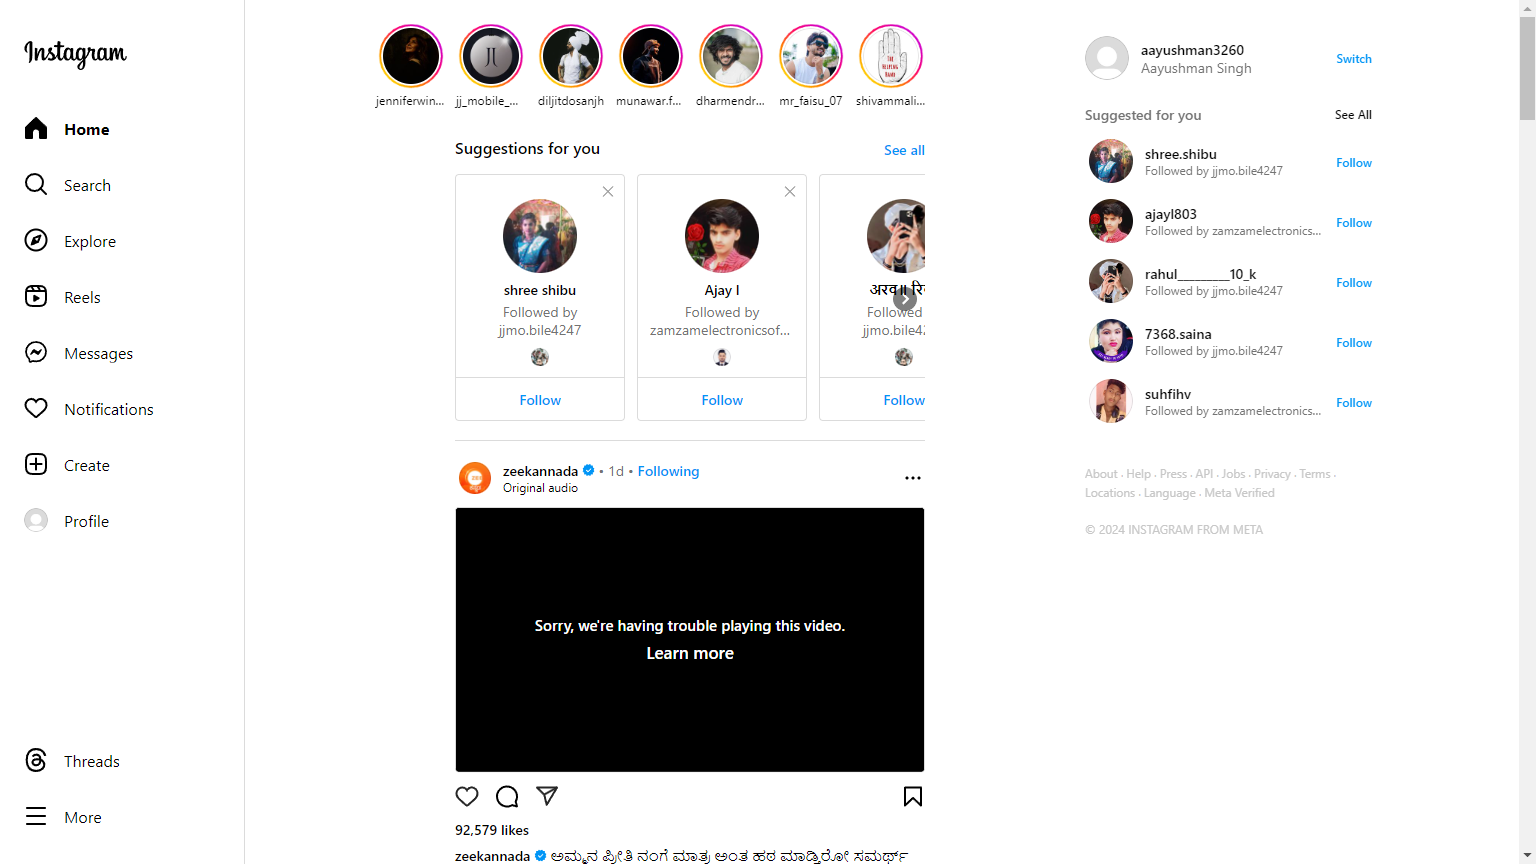 Instagram
Home
Search
Explore
Reels
Messages
Notifications
Create
Profile
Threads
More
jenniferwin... jj_mobile_... diljitdosanjh munawar.f... dharmendr... mr_faisu_07 shivammali...
Suggestions for you See all
shree shibu
Followed by
jjmo.bile4247
Follow
Ajay l
Followed by
zamzamelectronicsof...
Follow
Followed
Follow
zeekannada • 1d • Following
Original audio
Sorry, we're having trouble playing this video.
Learn more
92,579 likes
zeekannada ಅಮ್ಮನ ಪ್ರೀತಿ ನಂಗೆ ಮಾತ್ರ ಅಂತ ಹಠ ಮಾಡ್ತಿರೋ ಸಮರ್ಥ್
aayushman3260
Aayushman Singh
Switch
Suggested for you See All
shree.shibu
Followed by jjmo.bile4247
Follow
ajayl803
Followed by zamzamelectronics...
Follow
rahul________10_k
Followed by jjmo.bile4247
Follow
7368.saina
Followed by jjmo.bile4247
Follow
suhfihv
Followed by zamzamelectronics...
Follow
About · Help · Press · API · Jobs · Privacy · Terms ·
Locations · Language · Meta Verified
© 2024 INSTAGRAM FROM META